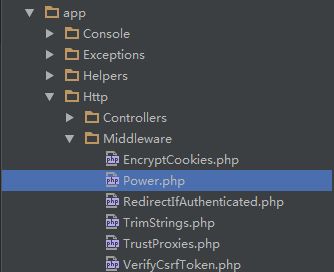 app
Console
Exceptions
Helpers
Http
Controllers
Middleware
EncryptCookies.php
Power.php
RedirectIfAuthenticated.php
TrimStrings.php
TrustProxies.php
VerifyCsrfToken.php